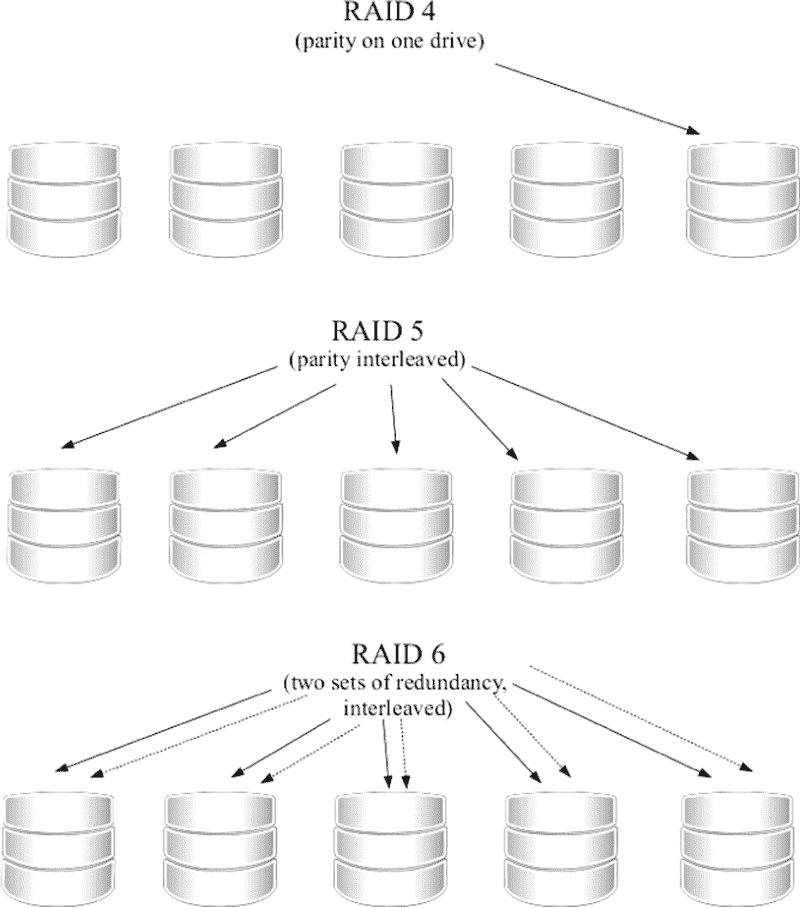 RAID 4
(parity on one drive)
RAID 5
(parity interleaved)
RAID 6
(two sets of redundancy,
interleaved)